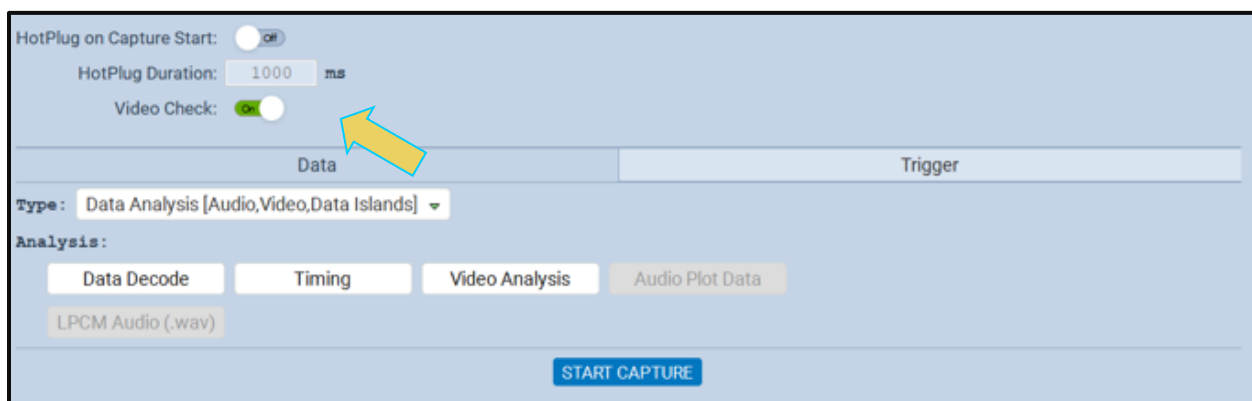 HotPlug on Capture Start: Off
HotPlug Duration: 1000 ms
Video Check: On
Data Trigger
Type: Data Analysis [Audio,Video,Data Islands]
Analysis:
Data Decode Timing Video Analysis Audio Plot Data
LPCM Audio (.wav)
START CAPTURE